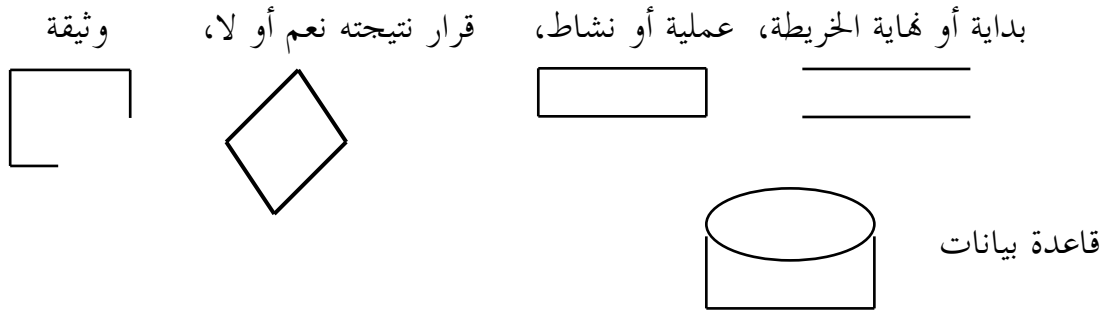 بداية أو نهاية الخريطة، عملية أو نشاط، قرار نتيجته نعم أو لا، وثيقة
قاعدة بيانات